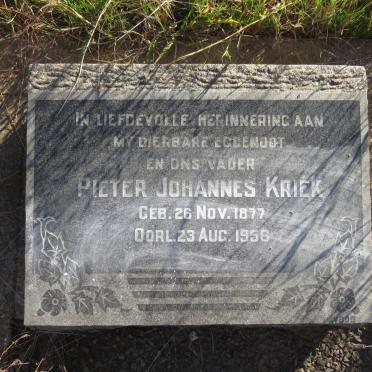 IN LIEFDEVOLLE HERINNERING AAN
MY DIERBARE EGGENOOT
EN ONS VADER
PIETER JOHANNES KRIEK
GEB. 26 NOV. 1877
OORL. 23 AUG. 1956